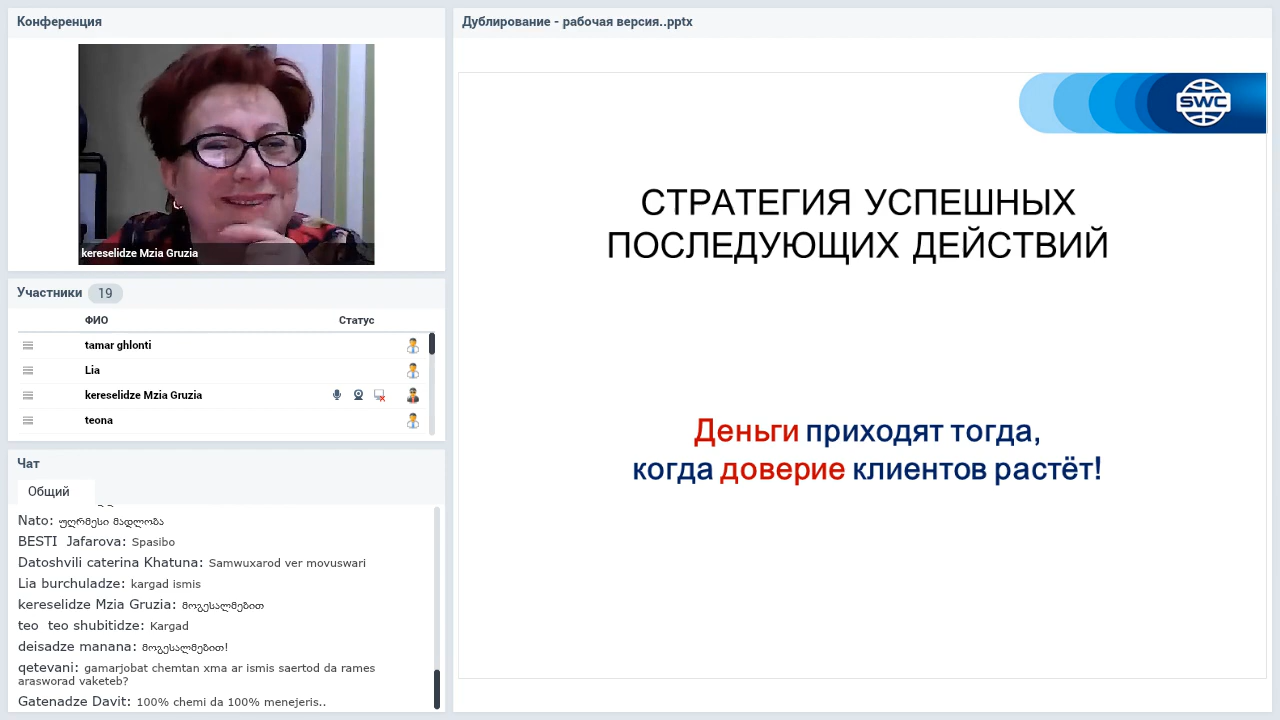 Конференция
kereselidze Mzia Gruzia
Участники 19
ФИО Статус
tamar ghlonti
Lia
kereselidze Mzia Gruzia
teona
Чат
Общий
Nato: უღრმესი მადლობა
BESTI Jafarova: Spasibo
Datoshvili caterina Khatuna: Samwuxarod ver movuswari
Lia burchuladze: kargad ismis
kereselidze Mzia Gruzia: მოგესალმებით
teo teo shubitidze: Kargad
deisadze manana: მოგესალმებით!
qetevani: gamarjobat chemtan xma ar ismis saertod da rames
arasworad vaketeb?
Gatenadze Davit: 100% chemi da 100% menejeris..
Дублирование - рабочая версия..pptx
SWC
СТРАТЕГИЯ УСПЕШНЫХ
ПОСЛЕДУЮЩИХ ДЕЙСТВИЙ
Деньги приходят тогда,
когда доверие клиентов растёт!